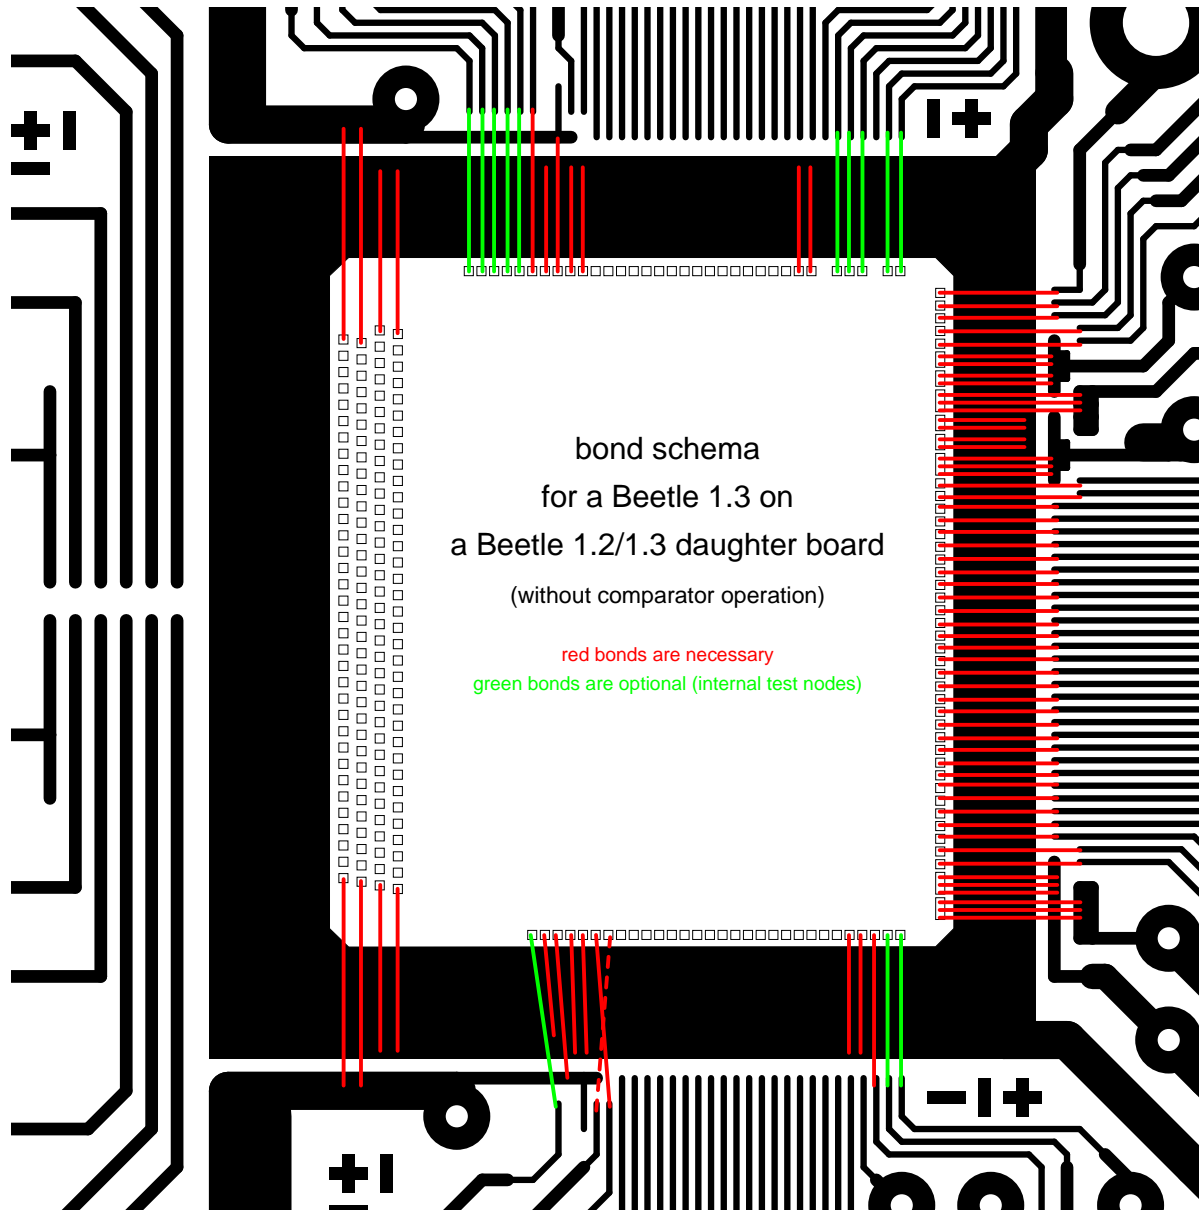 bond schema
for a Beetle 1.3 on
a Beetle 1.2/1.3 daughter board
(without comparator operation)
red bonds are necessary
green bonds are optional (internal test nodes)